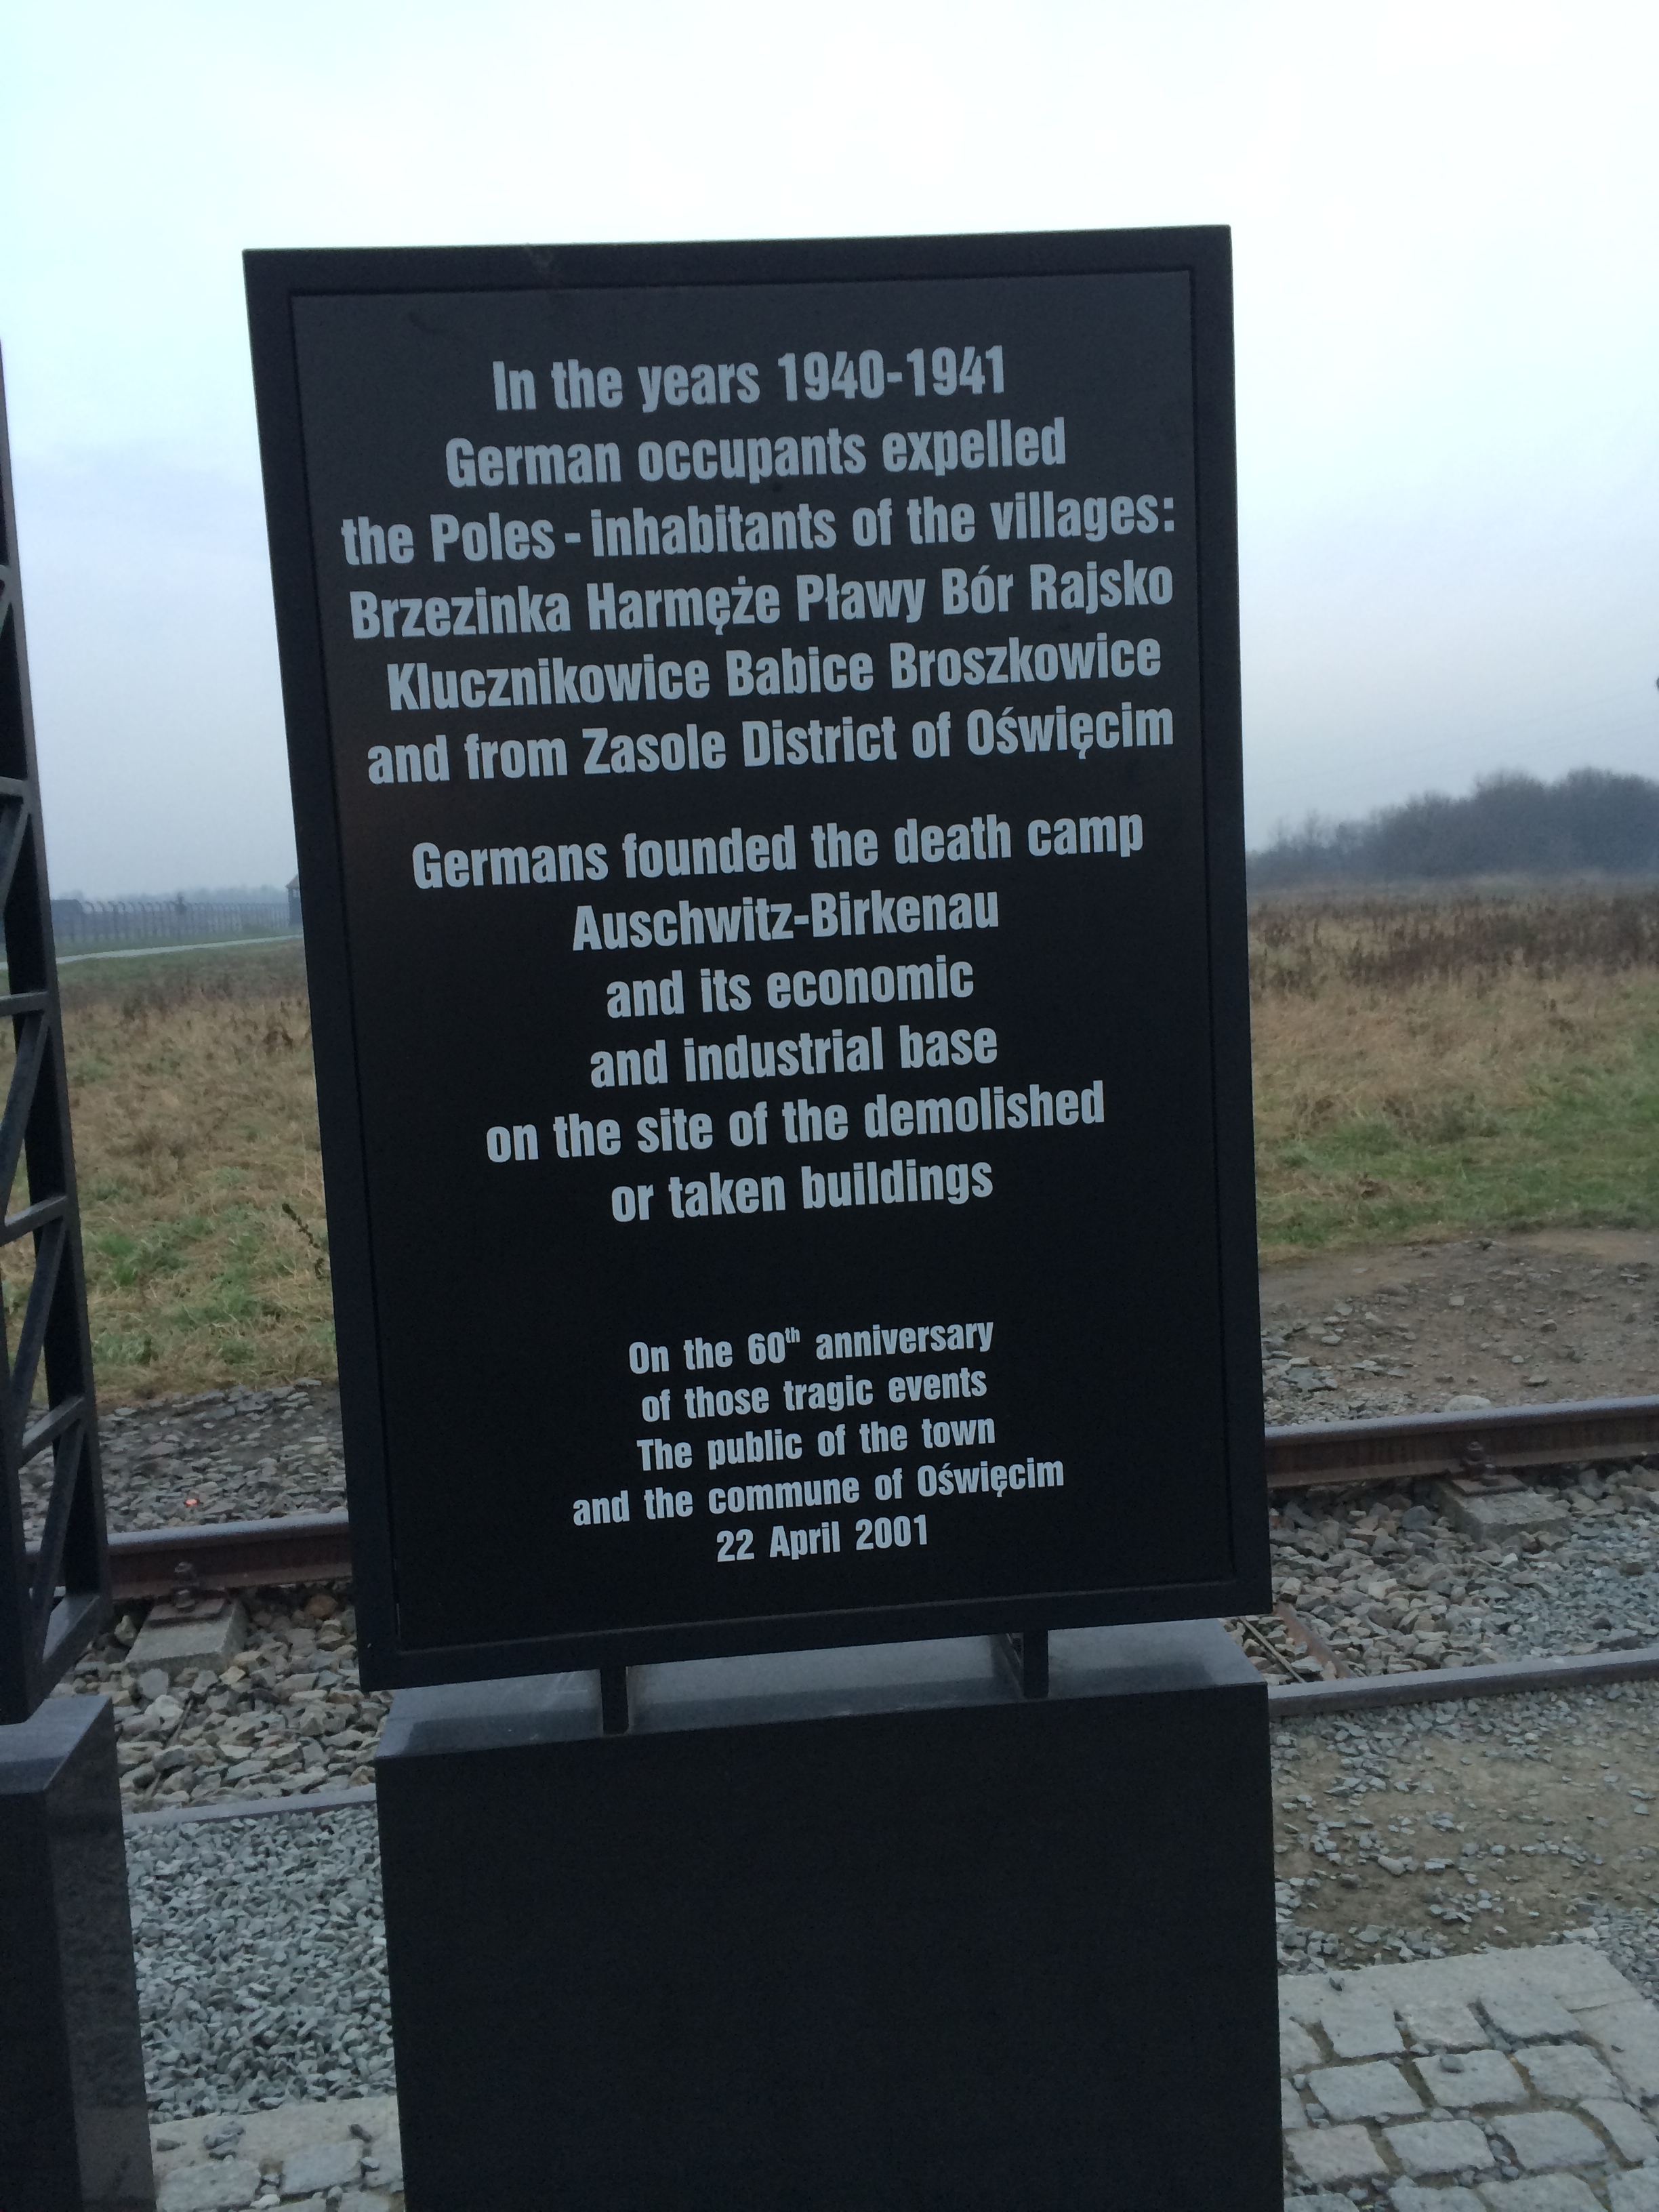 In the years 1940-1941
German occupants expelled
the Poles - inhabitants of the villages:
Brzezinka Harmęże Pławy Bór Rajsko
Klucznikowice Babice Broszkowice
and from Zasole District of Oświęcim
Germans founded the death camp
Auschwitz-Birkenau
and its economic
and industrial base
on the site of the demolished
or taken buildings
On the 60th anniversary
of those tragic events
The public of the town
and the commune of Oświęcim
22 April 2001